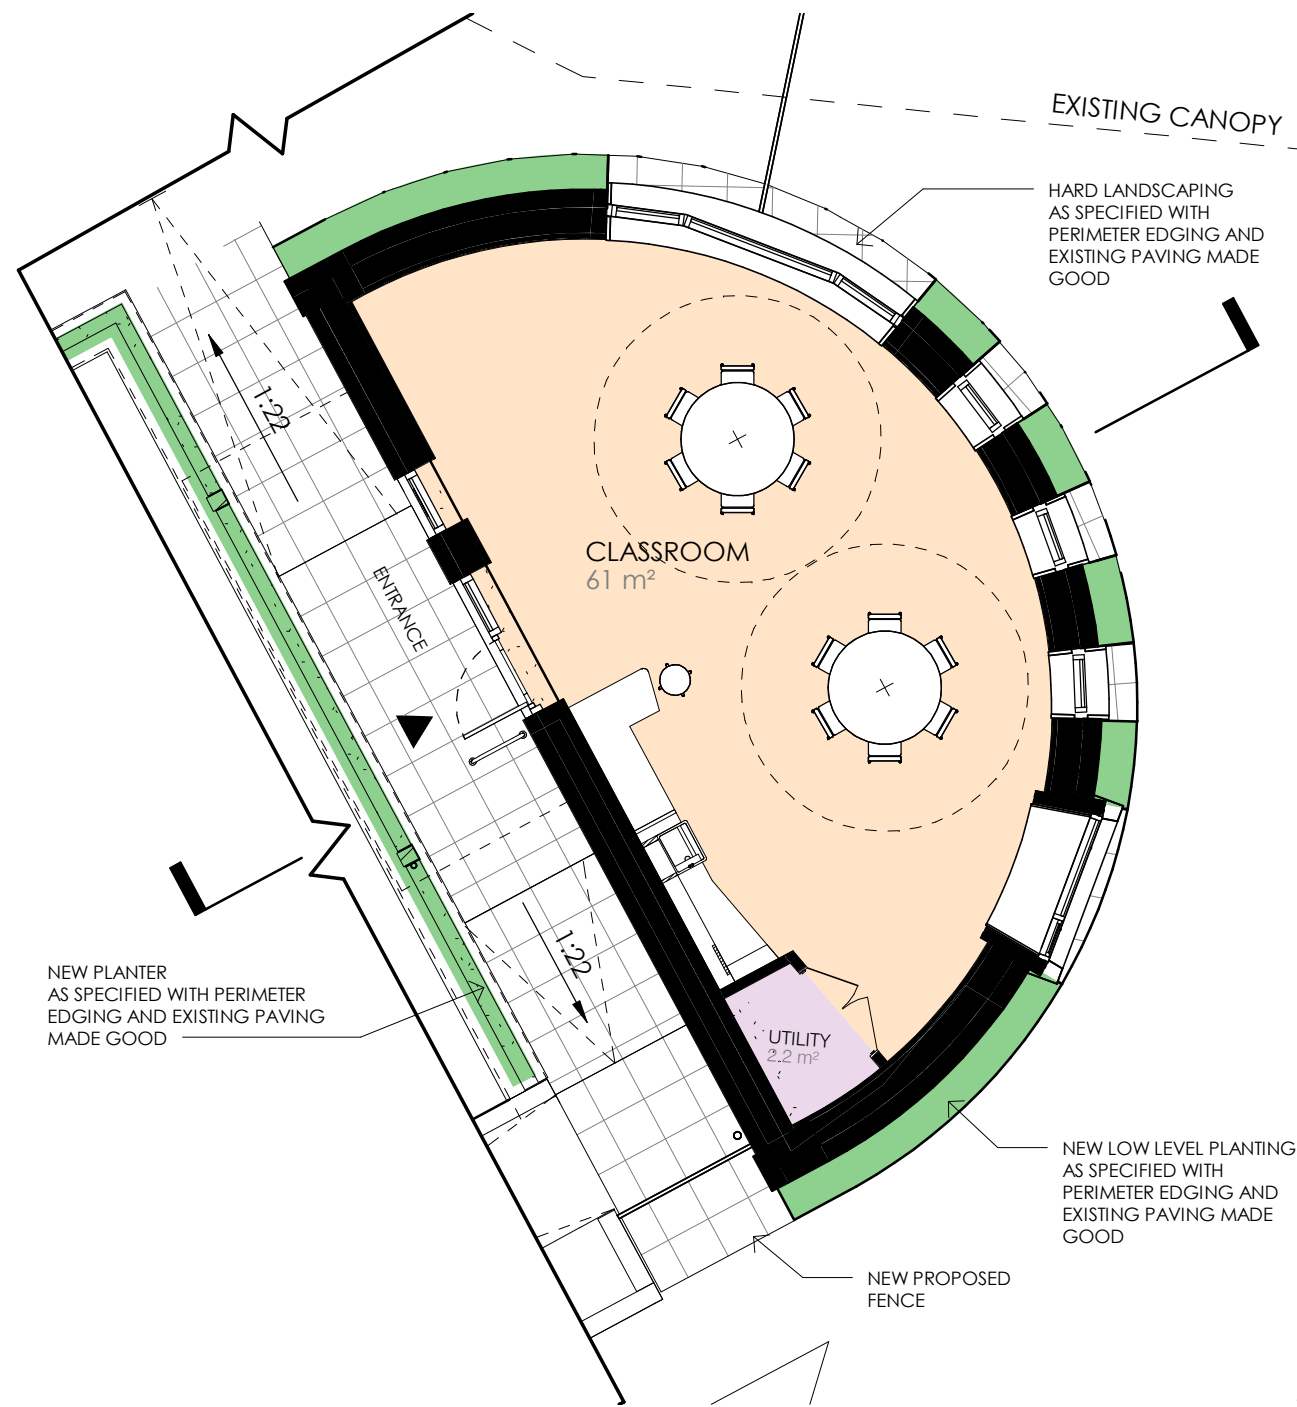 EXISTING CANOPY
HARD LANDSCAPING
AS SPECIFIED WITH
PERIMETER EDGING AND
EXISTING PAVING MADE
GOOD
1:22
CLASSROOM
61 m²
ENTRANCE
1:22
NEW PLANTER
AS SPECIFIED WITH PERIMETER
EDGING AND EXISTING PAVING
MADE GOOD
UTILITY
2.2 m²
NEW LOW LEVEL PLANTING
AS SPECIFIED WITH
PERIMETER EDGING AND
EXISTING PAVING MADE
GOOD
NEW PROPOSED
FENCE